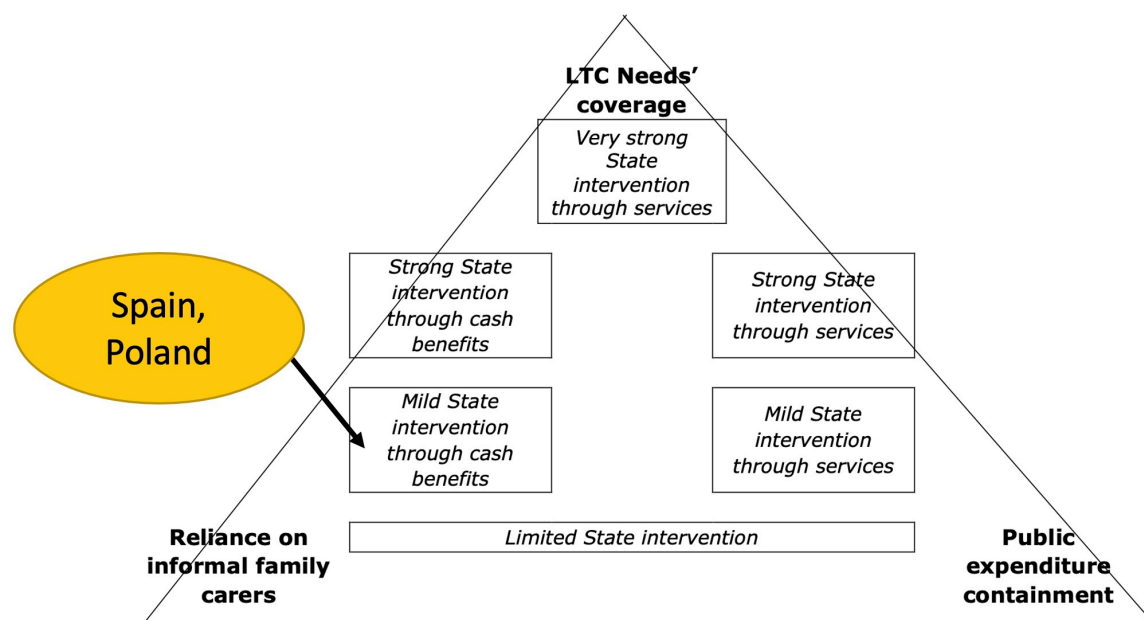 LTC Needs’
coverage
Very strong
State
intervention
through services
Spain,
Poland
Strong State
intervention
through cash
benefits
Strong State
intervention
through services
Mild State
intervention
through cash
benefits
Mild State
intervention
through services
Reliance on
informal family
carers
Limited State intervention
Public
expenditure
containment